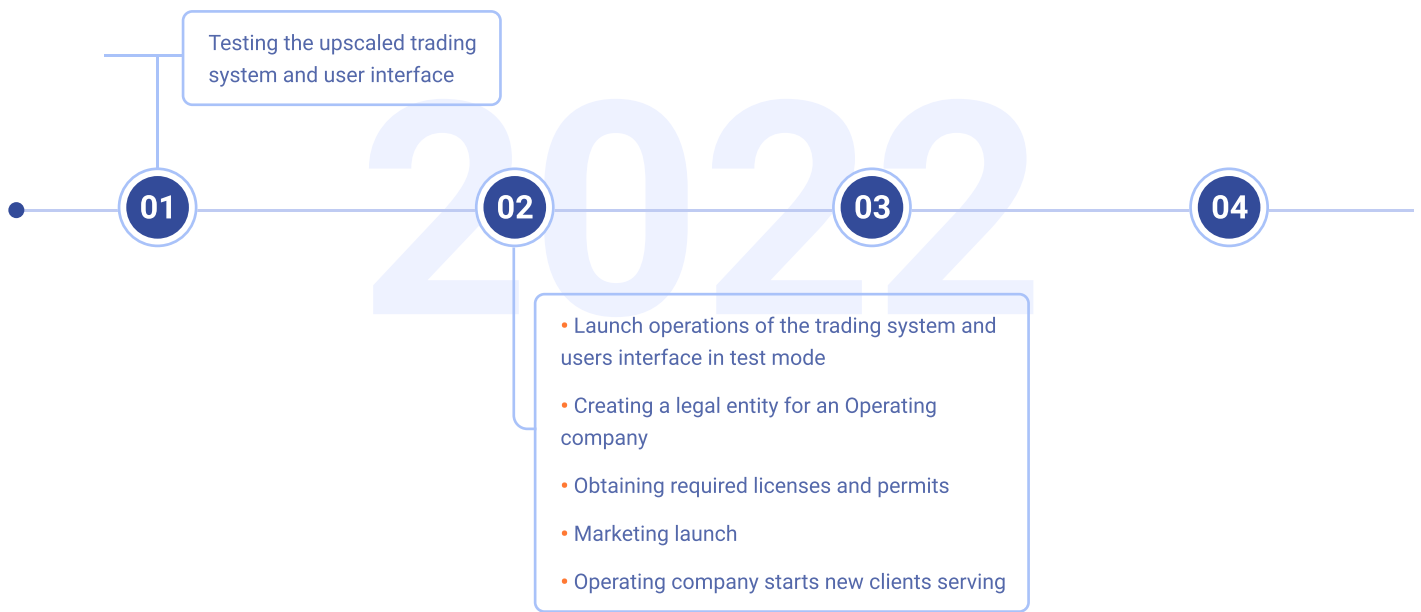 Testing the upscaled trading
system and user interface
2022
01
02
03
04
• Launch operations of the trading system and
users interface in test mode
• Creating a legal entity for an Operating
company
• Obtaining required licenses and permits
• Marketing launch
• Operating company starts new clients serving